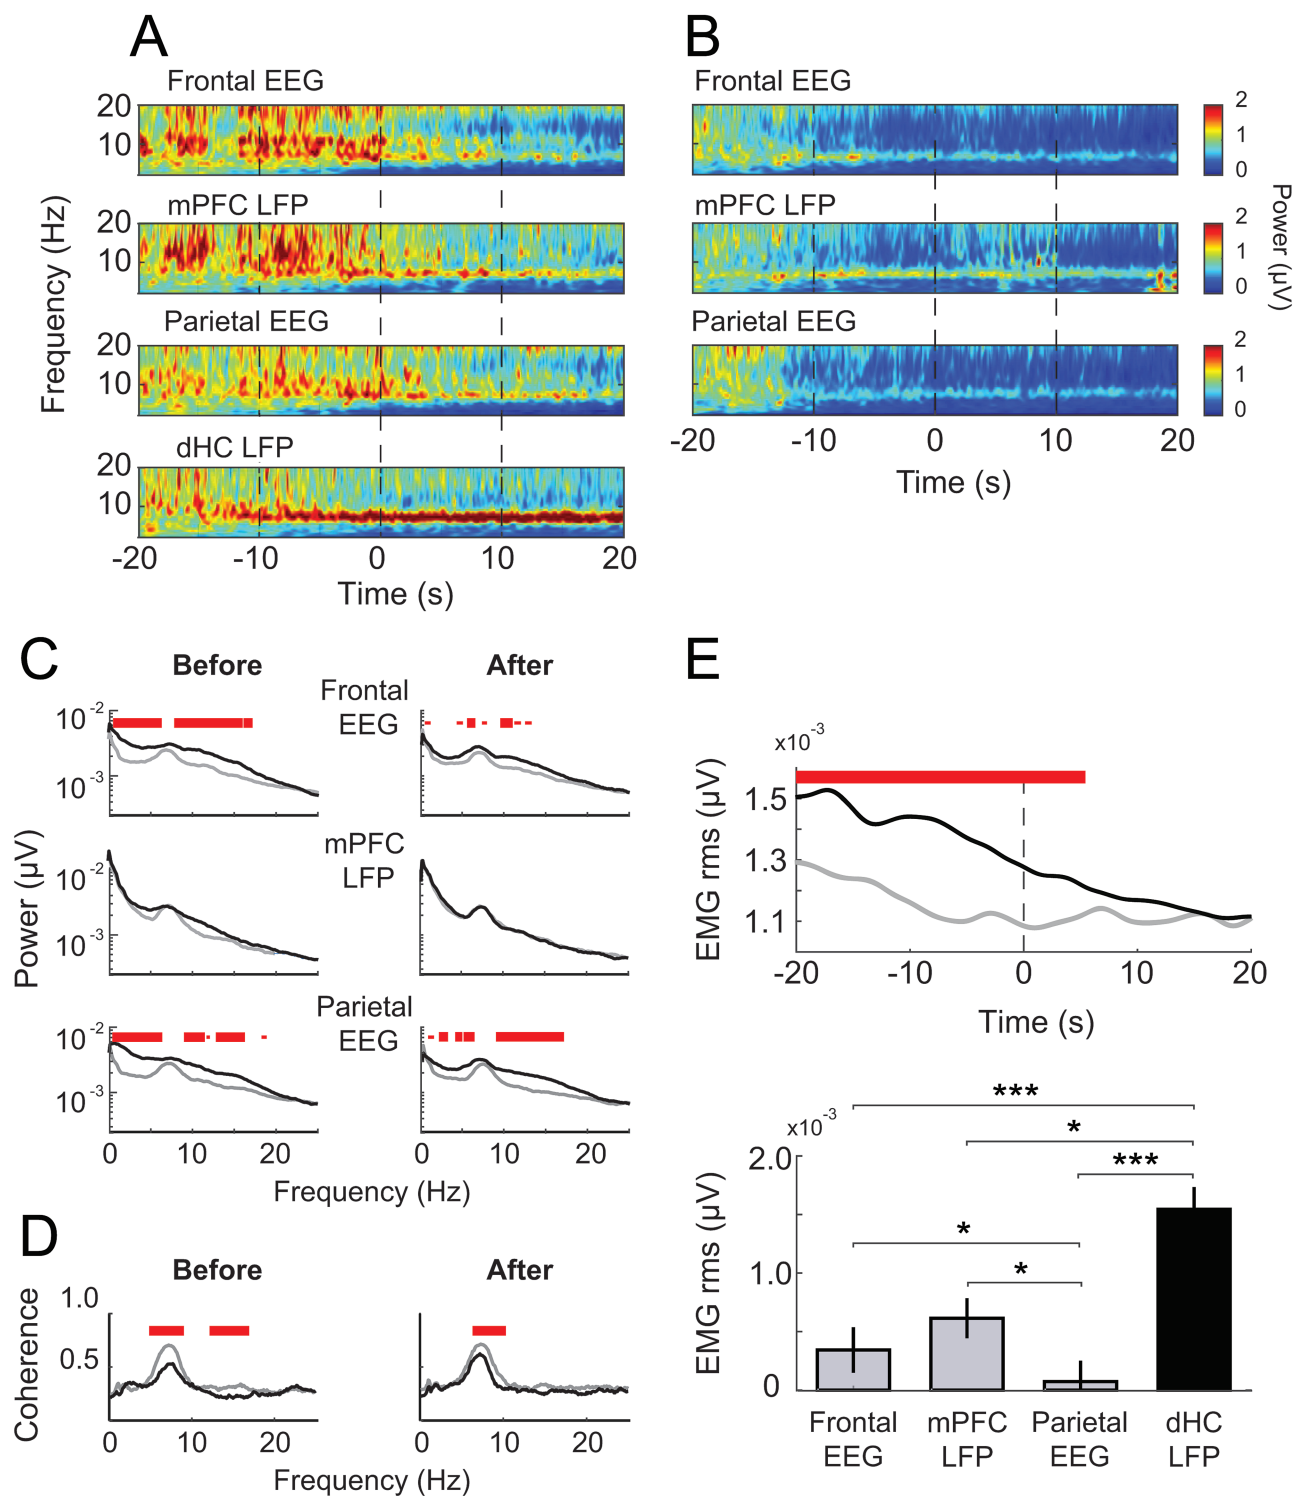 A
B
Frontal EEG
Frontal EEG
20
10
2
1
0
mPFC LFP
mPFC LFP
20
10
2
1
0
Parietal EEG
Parietal EEG
20
10
2
1
0
-20 -10 0 10 20
Time (s)
dHC LFP
20
10
-20 -10 0 10 20
Time (s)
Frequency (Hz)
Power (µV)
C
Before
After
Frontal
EEG
10-2
10-3
mPFC
LFP
10-2
10-3
Parietal
EEG
10-2
10-3
0 10 20
0 10 20
Frequency (Hz)
Power (µV)
D
Before
After
1.0
0.5
Coherence
0 10 20
0 10 20
Frequency (Hz)
E
x10-3
1.5
1.3
1.1
EMG rms (µV)
-20 -10 0 10 20
Time (s)
***
*
***
*
*
x10-3
2.0
1.0
0
EMG rms (µV)
Frontal mPFC Parietal dHC
EEG LFP EEG LFP